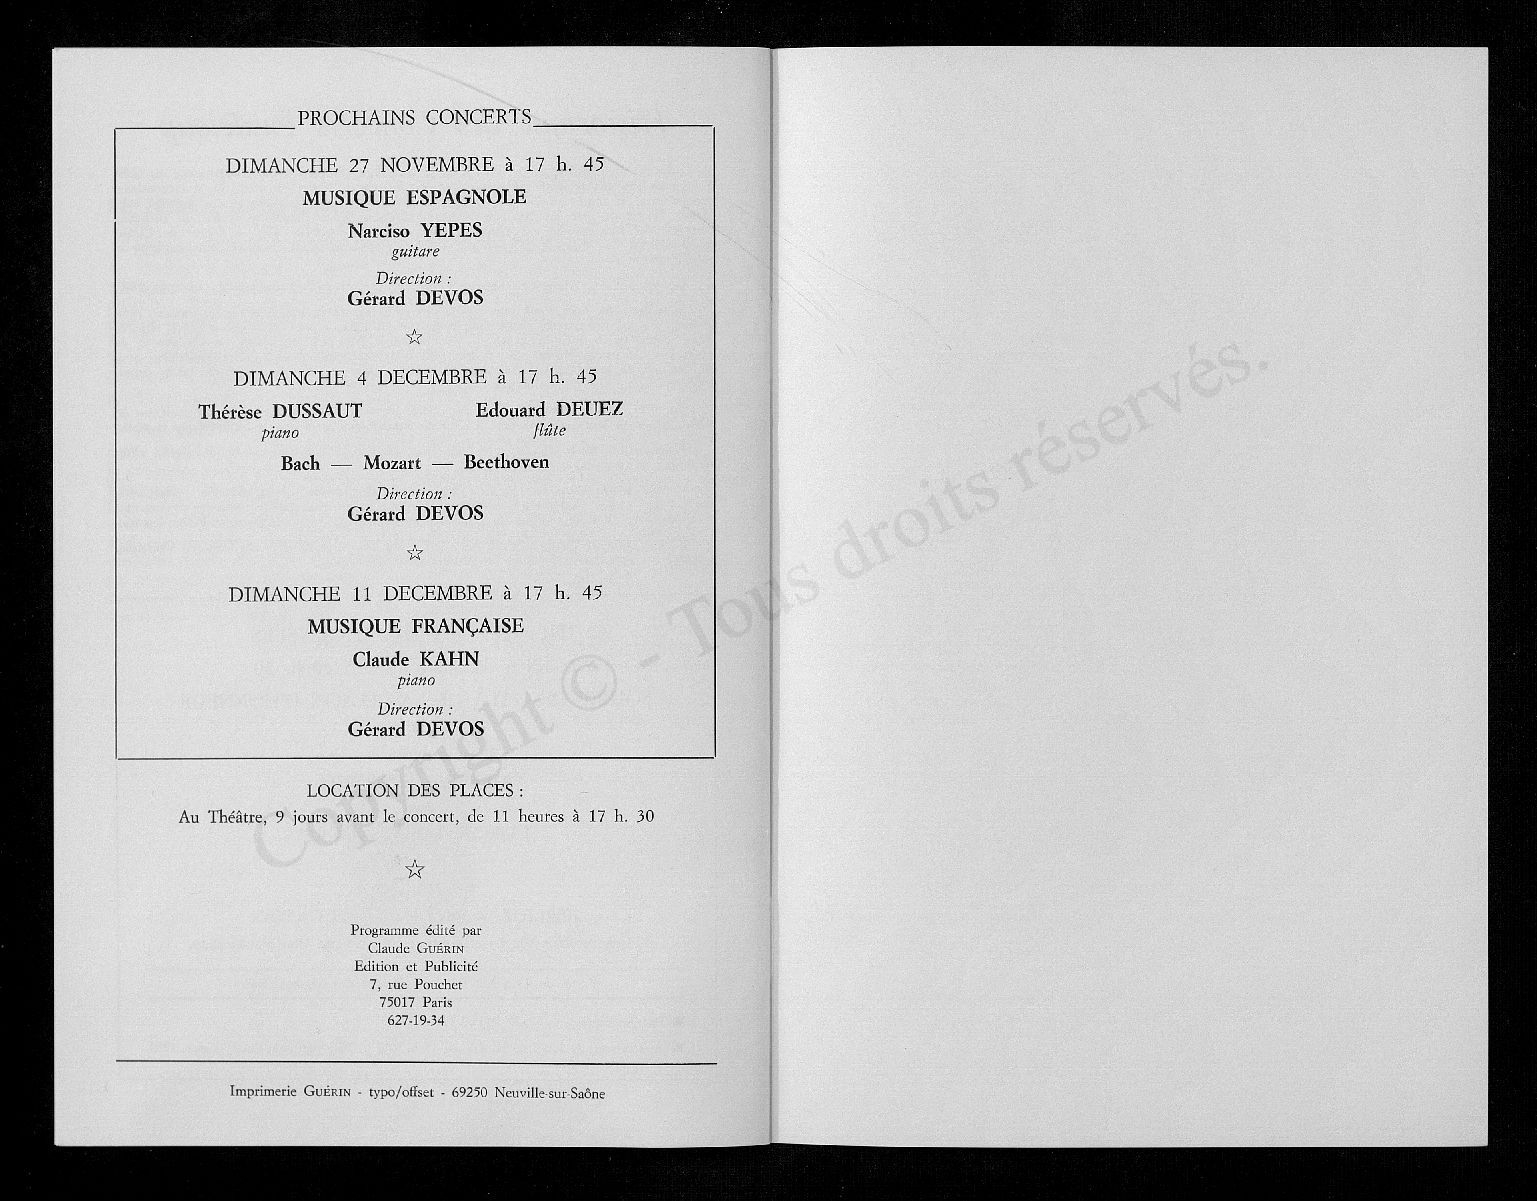 PROCHAINS CONCERTS
DIMANCHE 27 NOVEMBRE à 17 h. 45
MUSIQUE ESPAGNOLE
Narciso YEPES
guitare
Direction :
Gérard DEVOS
☆
DIMANCHE 4 DECEMBRE à 17 h. 45
Thérèse DUSSAUT Edouard DEUEZ
piano flûte
Bach — Mozart — Beethoven
Direction :
Gérard DEVOS
☆
DIMANCHE 11 DECEMBRE à 17 h. 45
MUSIQUE FRANÇAISE
Claude KAHN
piano
Direction :
Gérard DEVOS
LOCATION DES PLACES :
Au Théâtre, 9 jours avant le concert, de 11 heures à 17 h. 30
☆
Programme édité par
Claude GUÉRIN
Edition et Publicité
7, rue Pouchet
75017 Paris
627-19-34
Imprimerie GUÉRIN - typo/offset - 69250 Neuville-sur-Saône
Copyright © - Tous droits réservés.